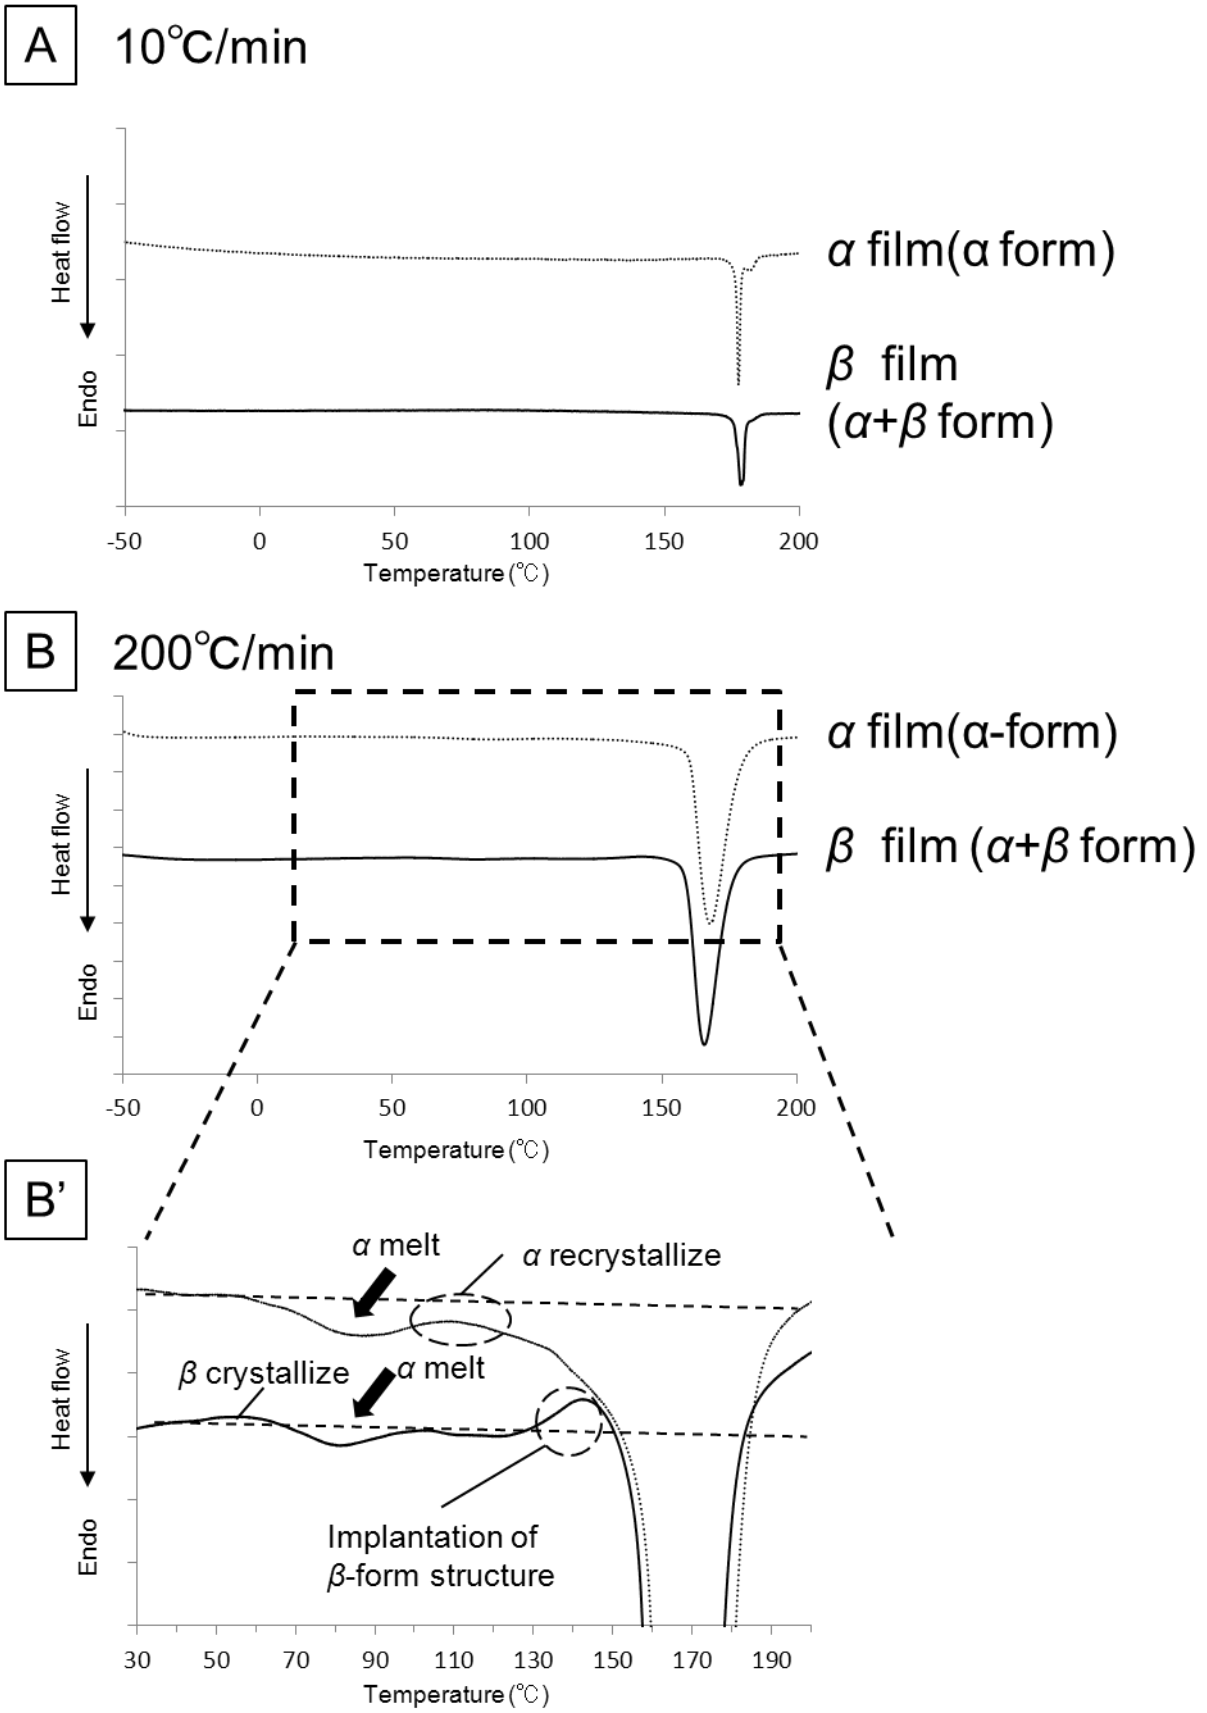 A
10℃/min
Heat flow
Endo
α film(α form)
β film
(α+β form)
-50 0 50 100 150 200
Temperature(℃)
B
200℃/min
Heat flow
Endo
α film(α-form)
β film (α+β form)
-50 0 50 100 150 200
Temperature(℃)
B’
α melt
α recrystallize
β crystallize
α melt
Heat flow
Endo
Implantation of
β-form structure
30 50 70 90 110 130 150 170 190
Temperature(℃)